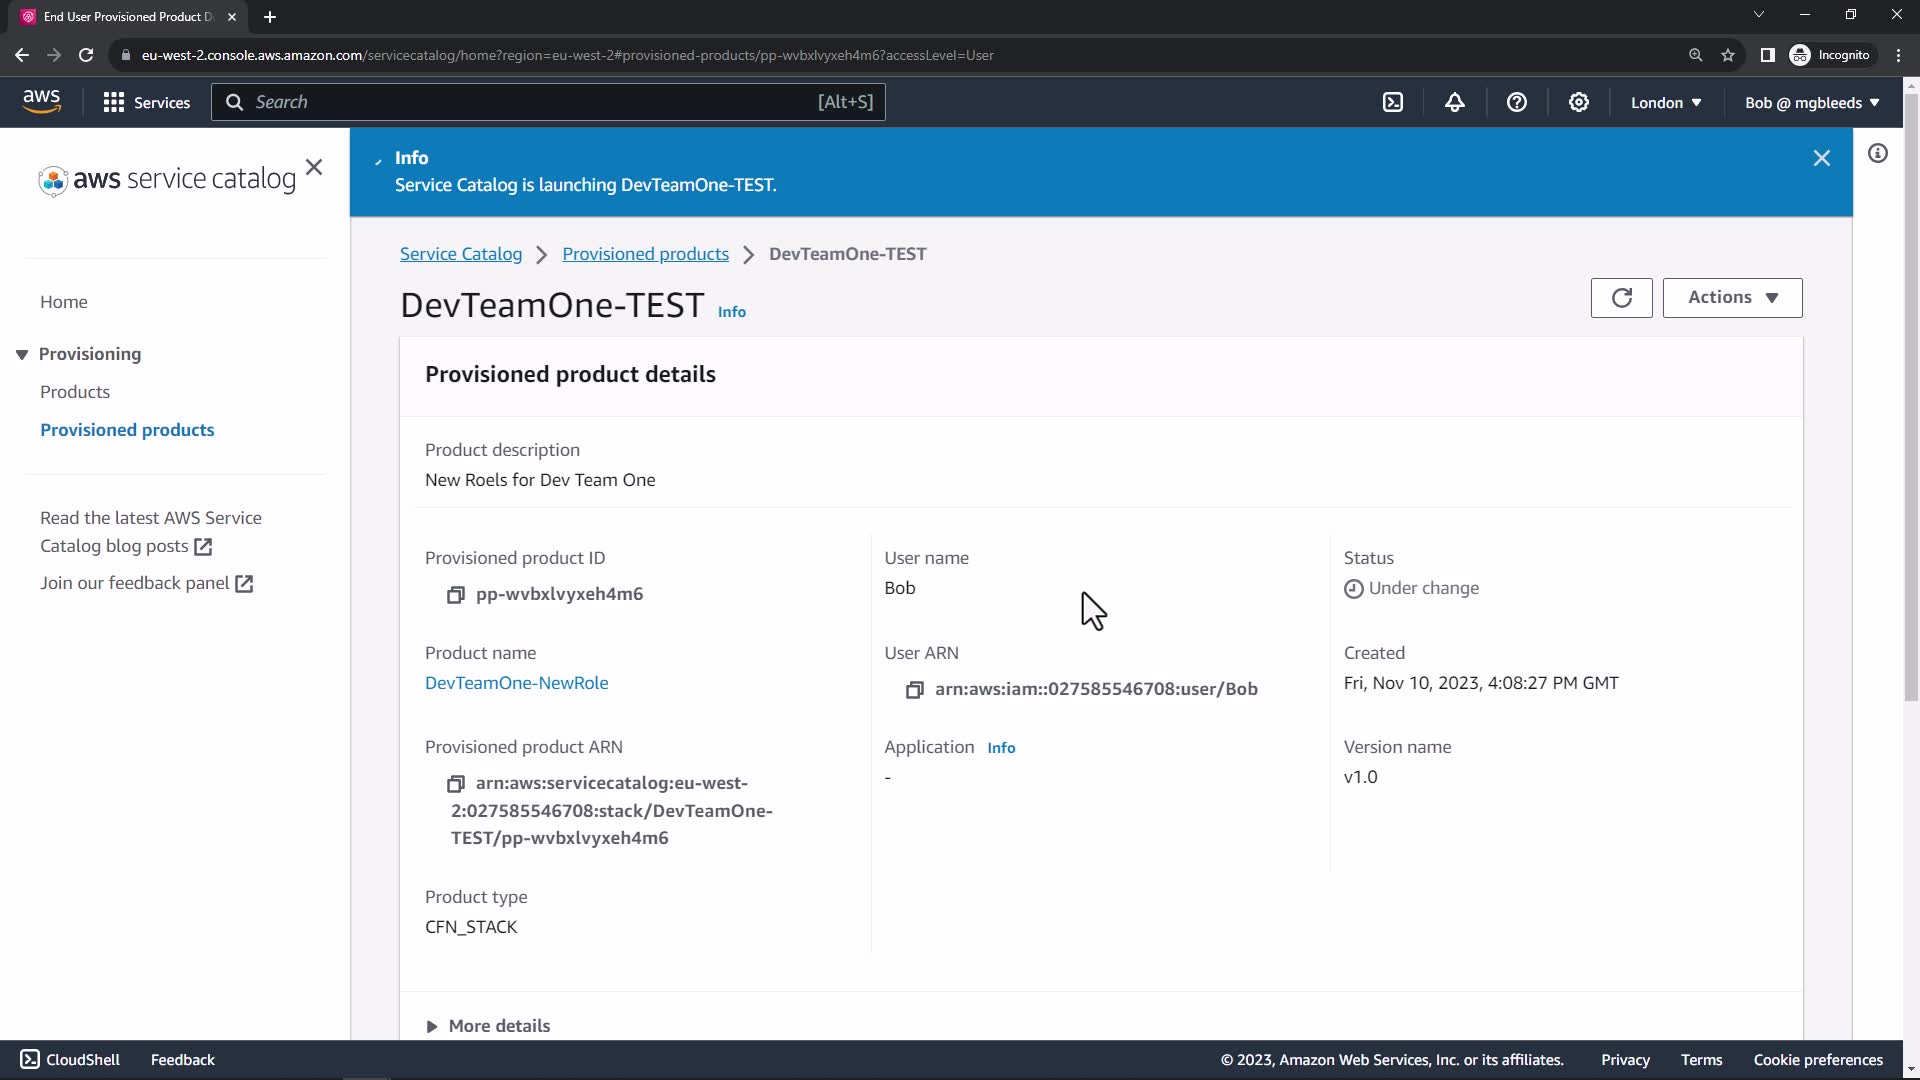 End User Provisioned Product D
eu-west-2.console.aws.amazon.com/servicecatalog/home?region=eu-west-2#provisioned-products/pp-wvbxlvyxeh4m6?accessLevel=User
Incognito
aws
Services
Search
[Alt+S]
London
Bob @ mgbleeds
aws service catalog
Info
Service Catalog is launching DevTeamOne-TEST.
Home
Provisioning
Products
Provisioned products
Read the latest AWS Service
Catalog blog posts
Join our feedback panel
Service Catalog
Provisioned products
DevTeamOne-TEST
DevTeamOne-TEST
Info
Actions
Provisioned product details
Product description
New Roels for Dev Team One
Provisioned product ID
pp-wvbxlvyxeh4m6
Product name
DevTeamOne-NewRole
Provisioned product ARN
arn:aws:servicecatalog:eu-west-
2:027585546708:stack/DevTeamOne-
TEST/pp-wvbxlvyxeh4m6
Product type
CFN_STACK
User name
Bob
User ARN
arn:aws:iam::027585546708:user/Bob
Application Info
-
Status
Under change
Created
Fri, Nov 10, 2023, 4:08:27 PM GMT
Version name
v1.0
More details
CloudShell
Feedback
© 2023, Amazon Web Services, Inc. or its affiliates.
Privacy
Terms
Cookie preferences